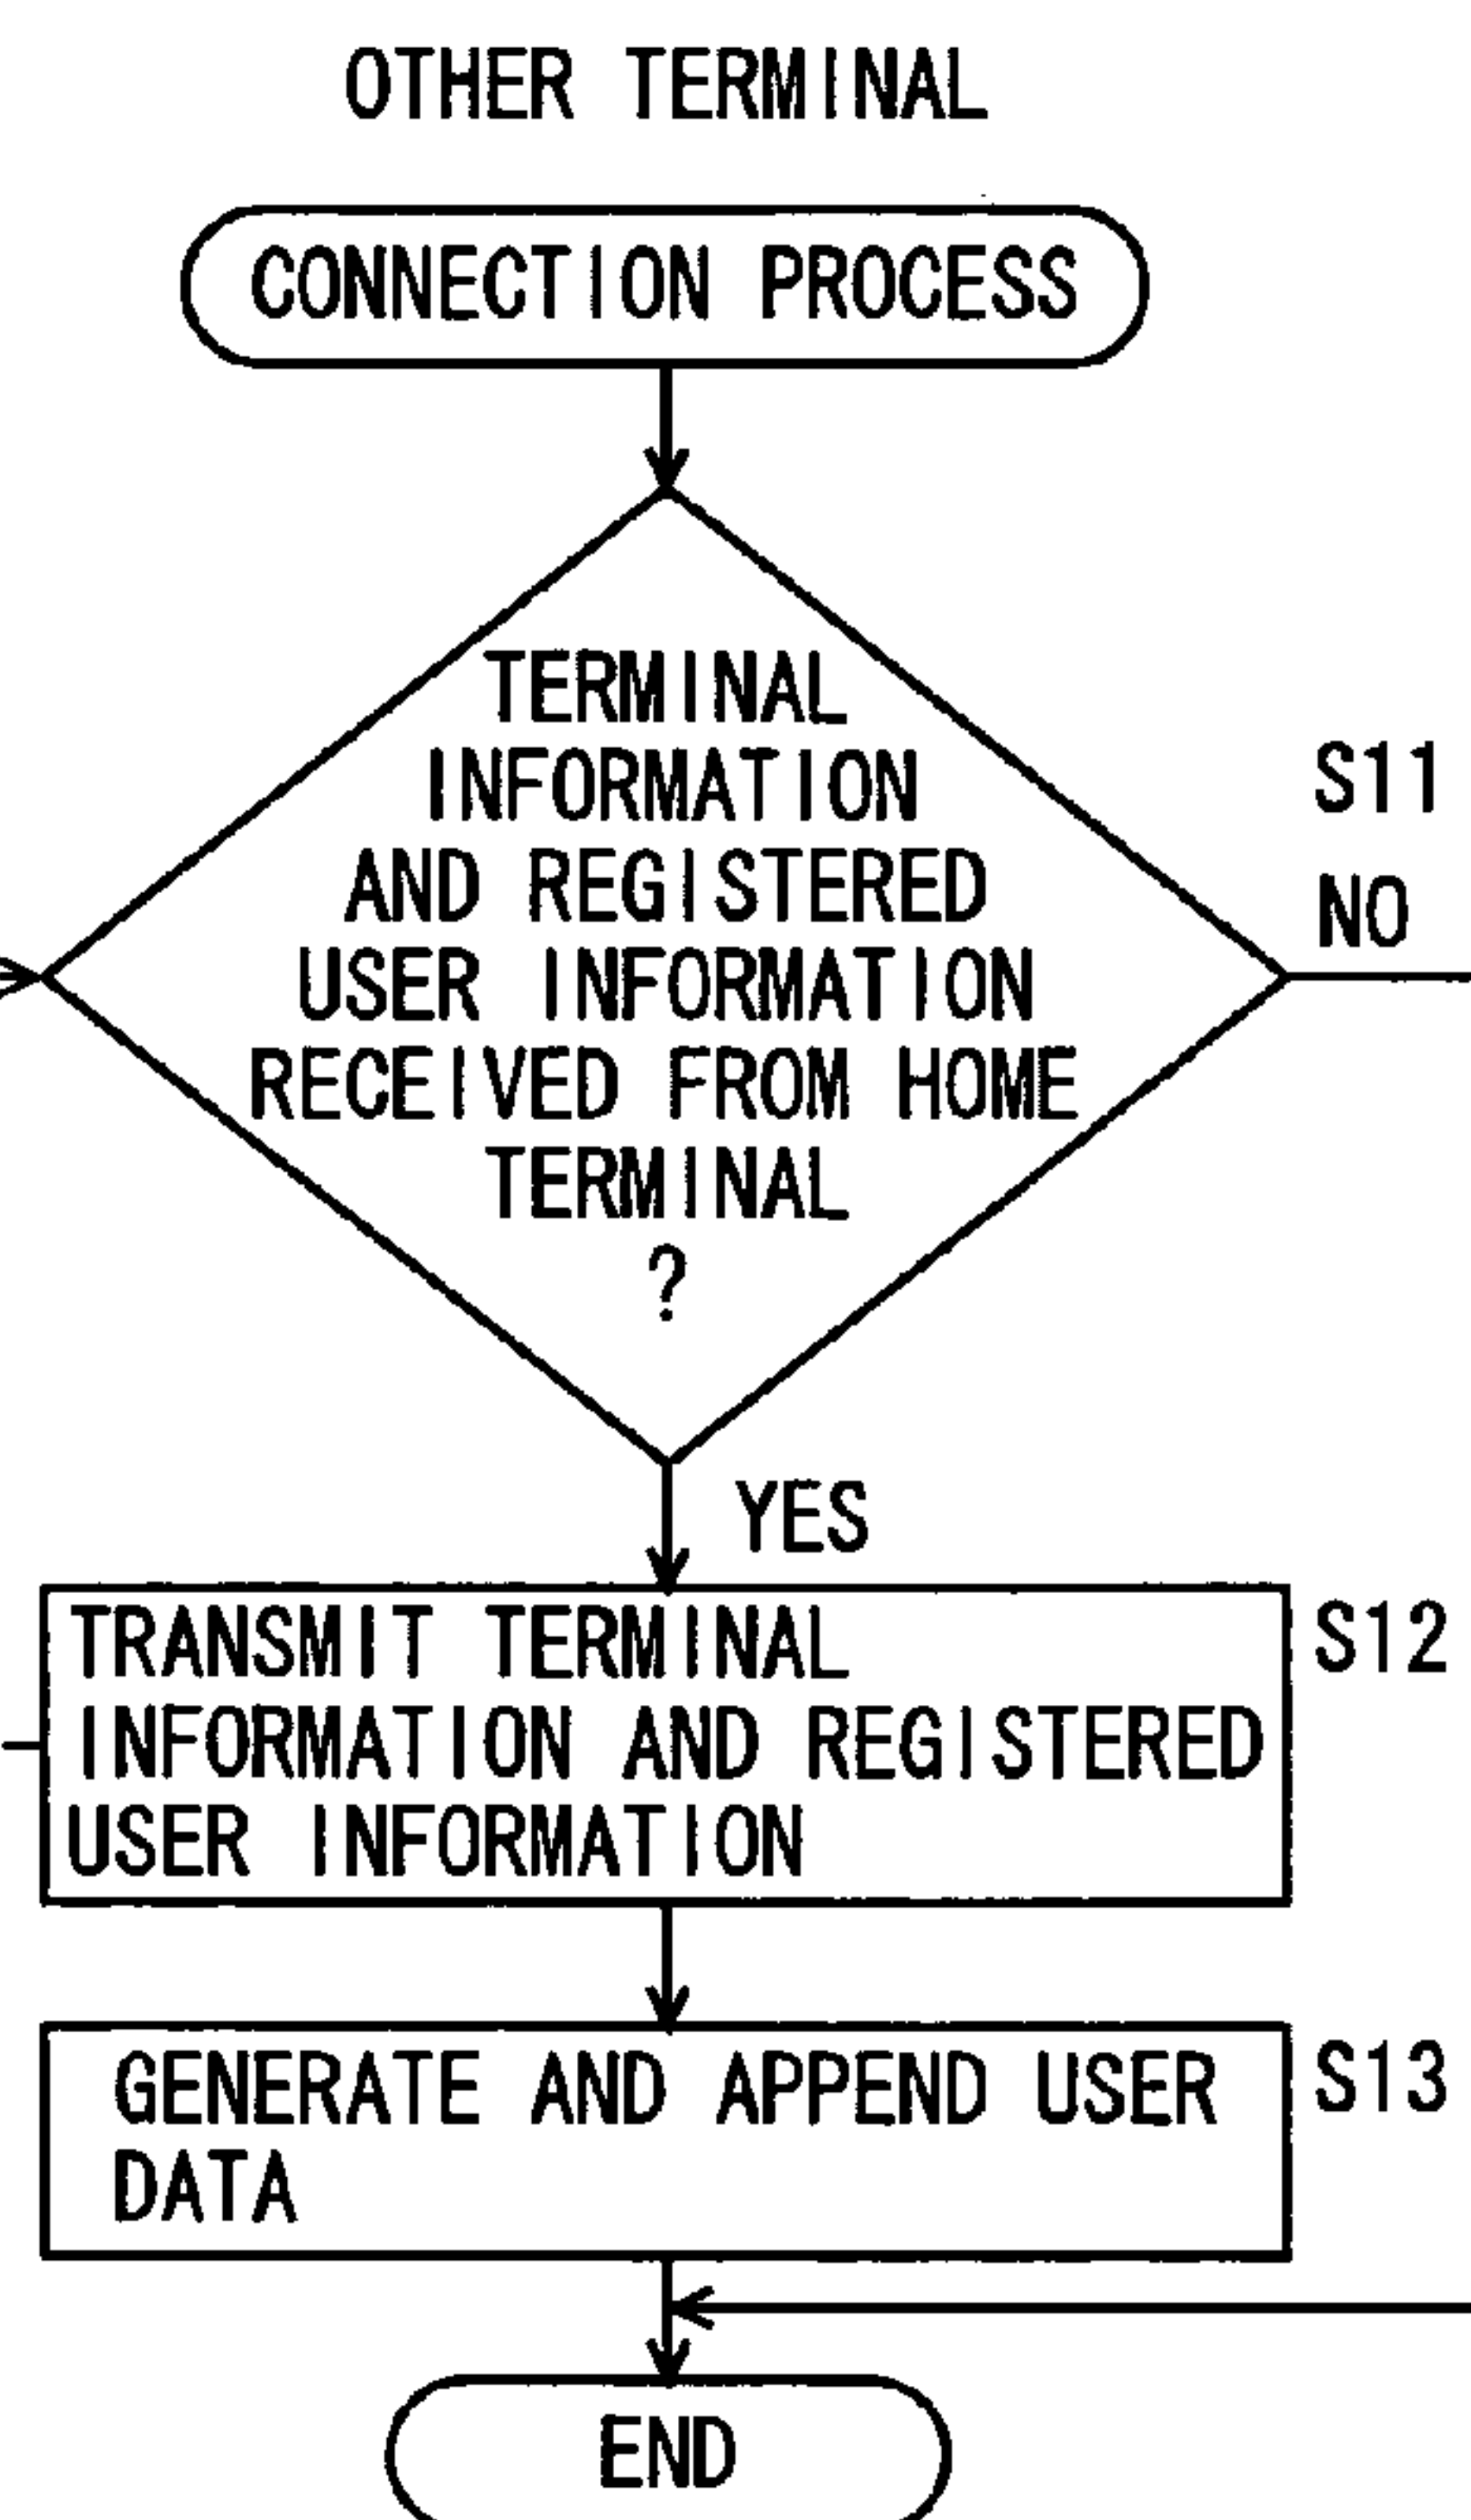 OTHER TERMINAL
CONNECTION PROCESS
TERMINAL
INFORMATION
AND REGISTERED
USER INFORMATION
RECEIVED FROM HOME
TERMINAL
?
S11
NO
YES
TRANSMIT TERMINAL
INFORMATION AND REGISTERED
USER INFORMATION
S12
GENERATE AND APPEND USER
DATA
S13
END